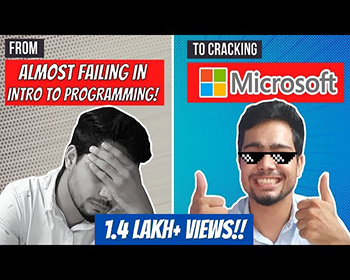 FROM
ALMOST FAILING IN
INTRO TO PROGRAMMING!
TO CRACKING
Microsoft
1.4 LAKH+ VIEWS!!